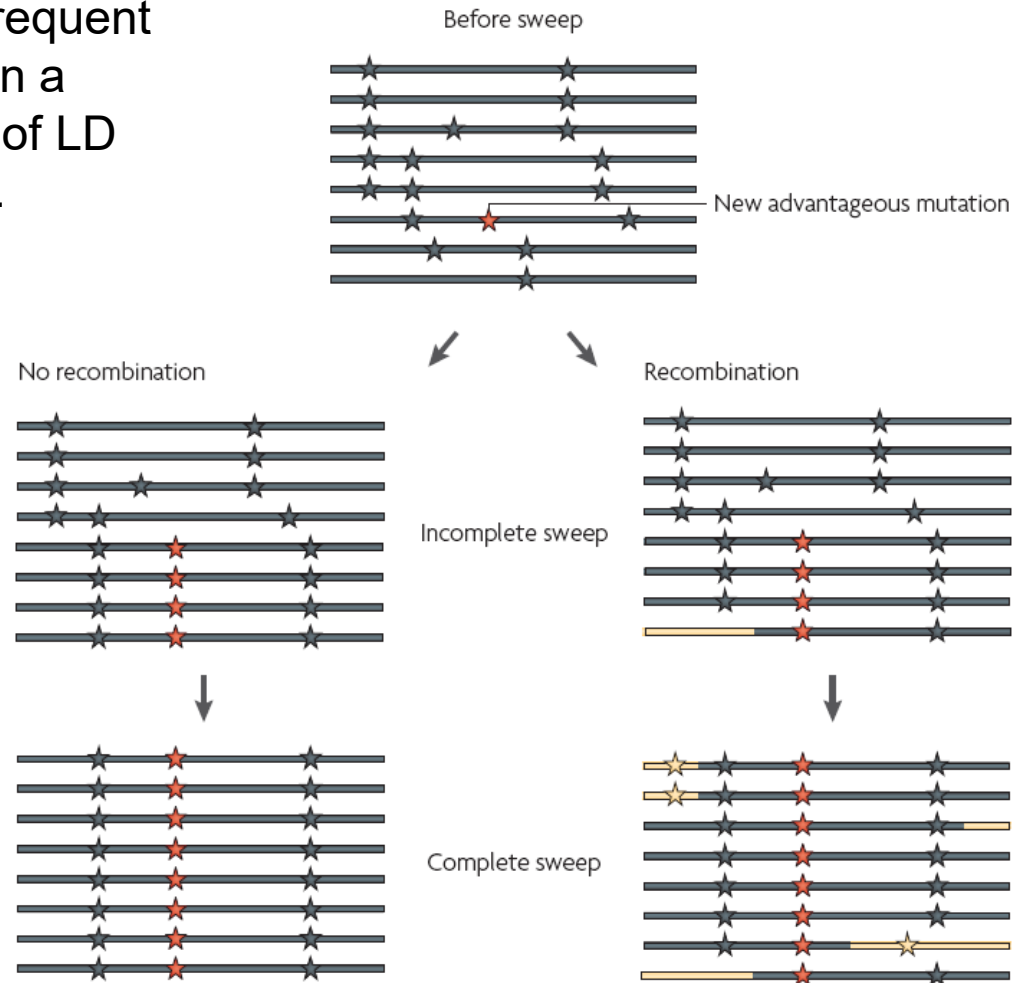 requent
n a
of LD
.
Before sweep
New advantageous mutation
No recombination
Recombination
Incomplete sweep
Complete sweep